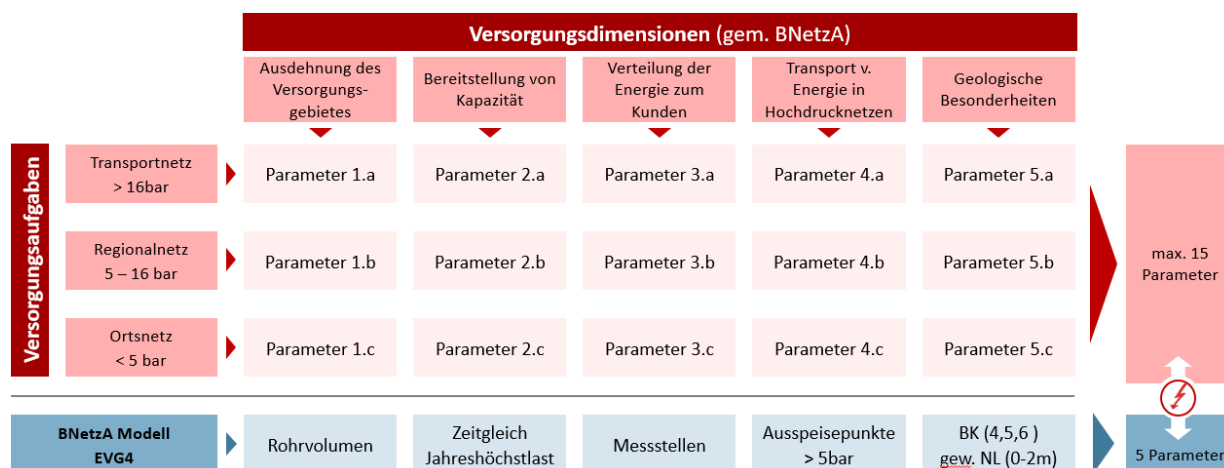 Versorgungsdimensionen (gem. BNetzA)
Ausdehnung des
Versorgungs-
gebietes
Bereitstellung von
Kapazität
Verteilung der
Energie zum
Kunden
Transport v.
Energie in
Hochdrucknetzen
Geologische
Besonderheiten
Versorgungsaufgaben
Transportnetz
> 16bar
Parameter 1.a
Parameter 2.a
Parameter 3.a
Parameter 4.a
Parameter 5.a
Regionalnetz
5 – 16 bar
Parameter 1.b
Parameter 2.b
Parameter 3.b
Parameter 4.b
Parameter 5.b
max. 15
Parameter
Ortsnetz
< 5 bar
Parameter 1.c
Parameter 2.c
Parameter 3.c
Parameter 4.c
Parameter 5.c
BNetzA Modell
EVG4
Rohrvolumen
Zeitgleich
Jahreshöchstlast
Messstellen
Ausspeisepunkte
> 5bar
BK (4,5,6 )
gew. NL (0-2m)
5 Parameter